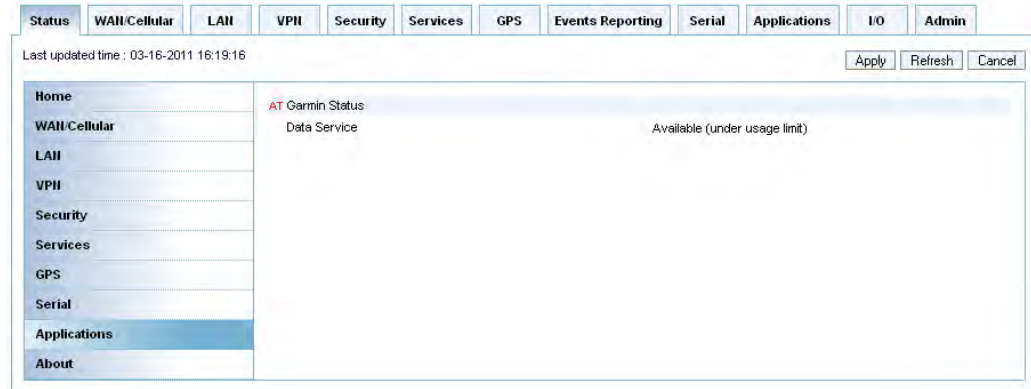 Status WAN/Cellular LAN VPN Security Services GPS Events Reporting Serial Applications I/O Admin
Last updated time : 03-16-2011 16:19:16
Apply Refresh Cancel
Home
WAN/Cellular
LAN
VPN
Security
Services
GPS
Serial
Applications
About
AT Garmin Status
Data Service Available (under usage limit)